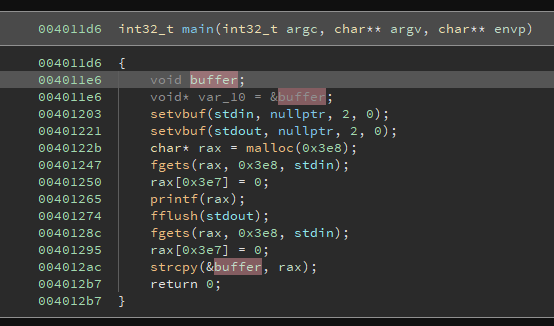 004011d6 int32_t main(int32_t argc, char** argv, char** envp)
004011d6 {
004011e6 void buffer;
004011e6 void* var_10 = &buffer;
00401203 setvbuf(stdin, nullptr, 2, 0);
00401221 setvbuf(stdout, nullptr, 2, 0);
0040122b char* rax = malloc(0x3e8);
00401247 fgets(rax, 0x3e8, stdin);
00401250 rax[0x3e7] = 0;
00401265 printf(rax);
00401274 fflush(stdout);
0040128c fgets(rax, 0x3e8, stdin);
00401295 rax[0x3e7] = 0;
004012ac strcpy(&buffer, rax);
004012b7 return 0;
004012b7 }